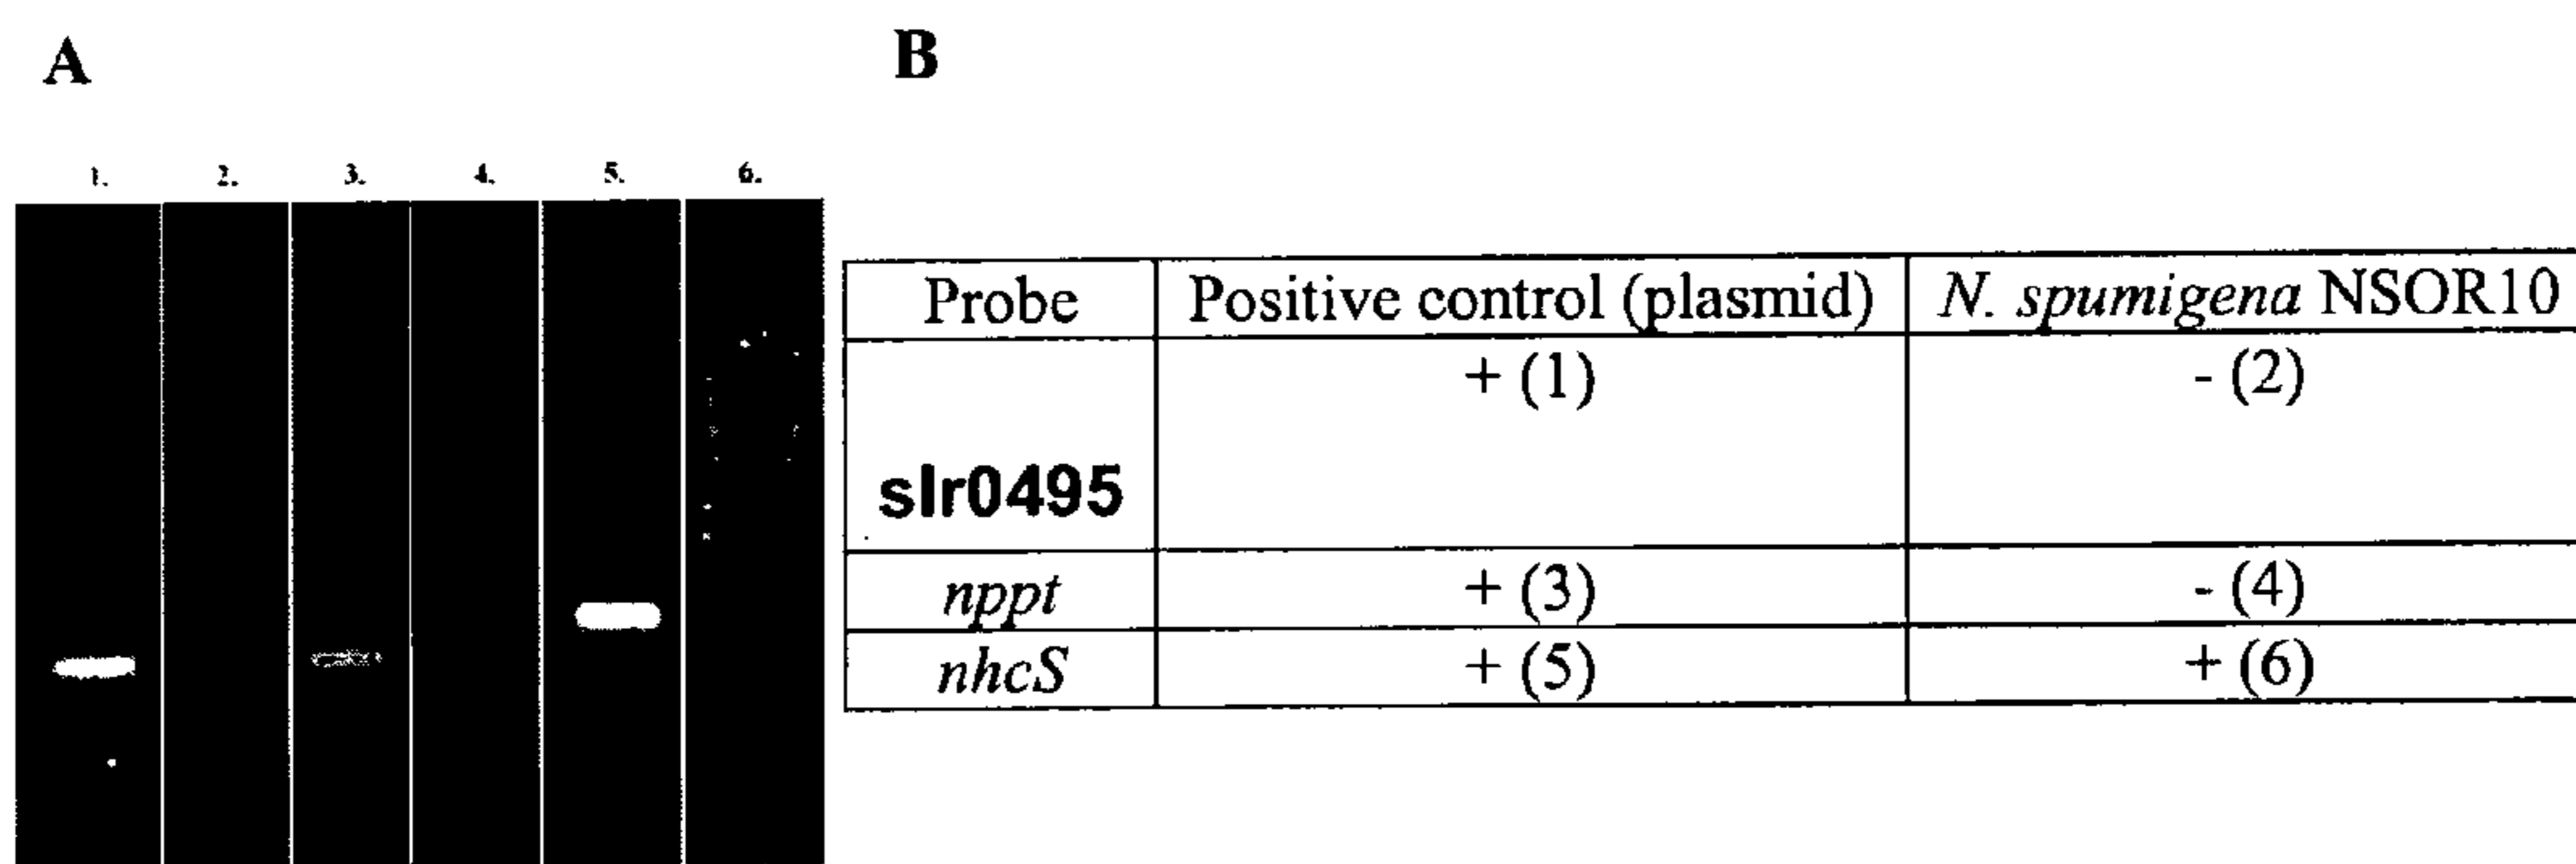 A
B
1. 2. 3. 4. 5. 6.
Probe Positive control (plasmid) N. spumigena NSOR10
+ (1) - (2)
slr0495
nppt + (3) - (4)
nhcS + (5) + (6)